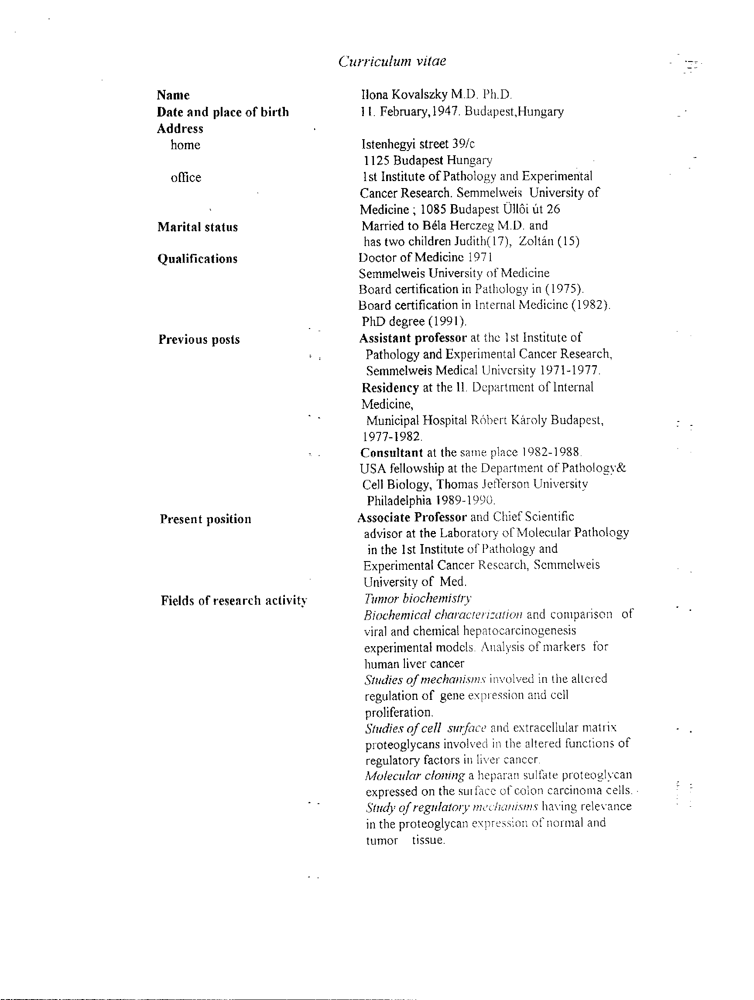 Curriculum vitae
Name Ilona Kovalszky M.D. Ph.D.
Date and place of birth 11. February,1947. Budapest,Hungary
Address
home Istenhegyi street 39/c
1125 Budapest Hungary
office 1st Institute of Pathology and Experimental
Cancer Research. Semmelweis University of
Medicine ; 1085 Budapest Üllôi út 26
Marital status Married to Béla Herczeg M.D. and
has two children Judith(17), Zoltán (15)
Qualifications Doctor of Medicine 1971
Semmelweis University of Medicine
Board certification in Pathology in (1975).
Board certification in Internal Medicine (1982).
PhD degree (1991).
Previous posts Assistant professor at the 1st Institute of
Pathology and Experimental Cancer Research,
Semmelweis Medical University 1971-1977.
Residency at the II. Department of Internal
Medicine,
Municipal Hospital Róbert Károly Budapest,
1977-1982.
Consultant at the same place 1982-1988.
USA fellowship at the Department of Pathology&
Cell Biology, Thomas Jefferson University
Philadelphia 1989-1990.
Present position Associate Professor and Chief Scientific
advisor at the Laboratory of Molecular Pathology
in the 1st Institute of Pathology and
Experimental Cancer Research, Semmelweis
University of Med.
Fields of research activity Tumor biochemistry
Biochemical characterization and comparison of
viral and chemical hepatocarcinogenesis
experimental models. Analysis of markers for
human liver cancer
Studies of mechanisms involved in the altered
regulation of gene expression and cell
proliferation.
Studies of cell surface and extracellular matrix
proteoglycans involved in the altered functions of
regulatory factors in liver cancer.
Molecular cloning a heparan sulfate proteoglycan
expressed on the surface of colon carcinoma cells.
Study of regulatory mechanisms having relevance
in the proteoglycan expression of normal and
tumor tissue.